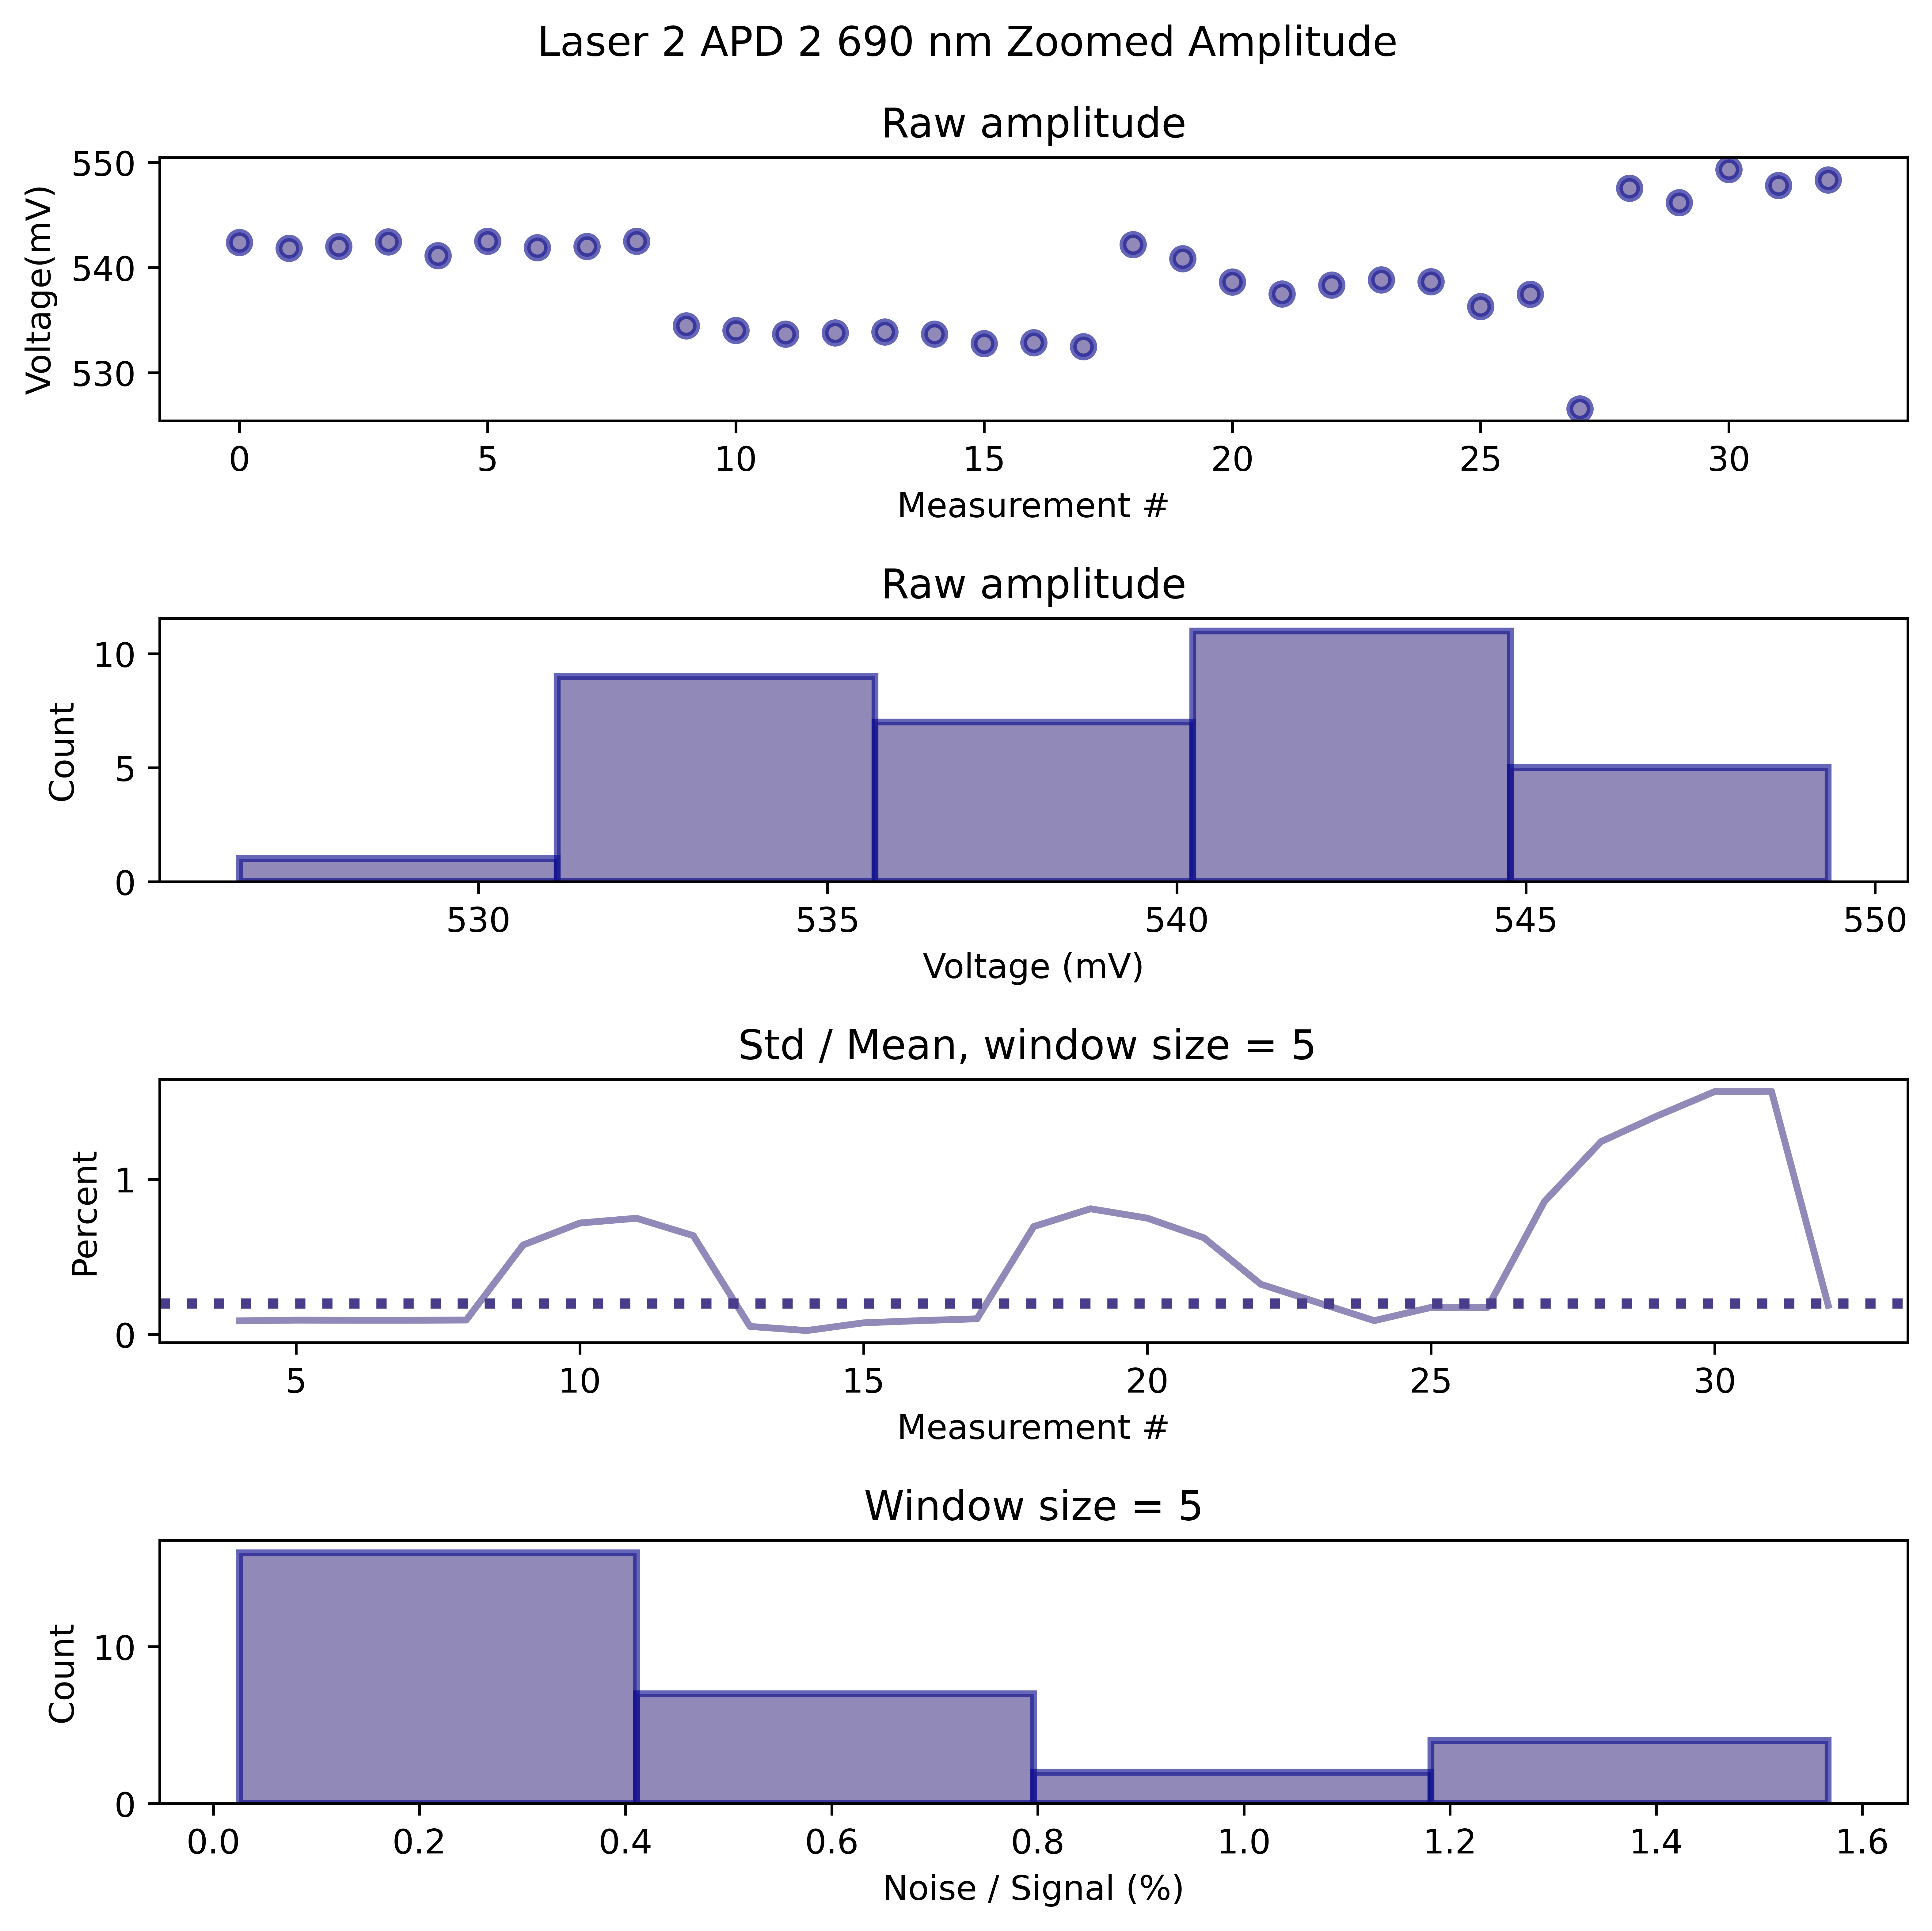 Laser 2 APD 2 690 nm Zoomed Amplitude
Raw amplitude
550
540
530
Voltage(mV)
0 5 10 15 20 25 30
Measurement #
Raw amplitude
10
5
0
Count
530 535 540 545 550
Voltage (mV)
Std / Mean, window size = 5
1
0
Percent
5 10 15 20 25 30
Measurement #
Window size = 5
10
0
Count
0.0 0.2 0.4 0.6 0.8 1.0 1.2 1.4 1.6
Noise / Signal (%)